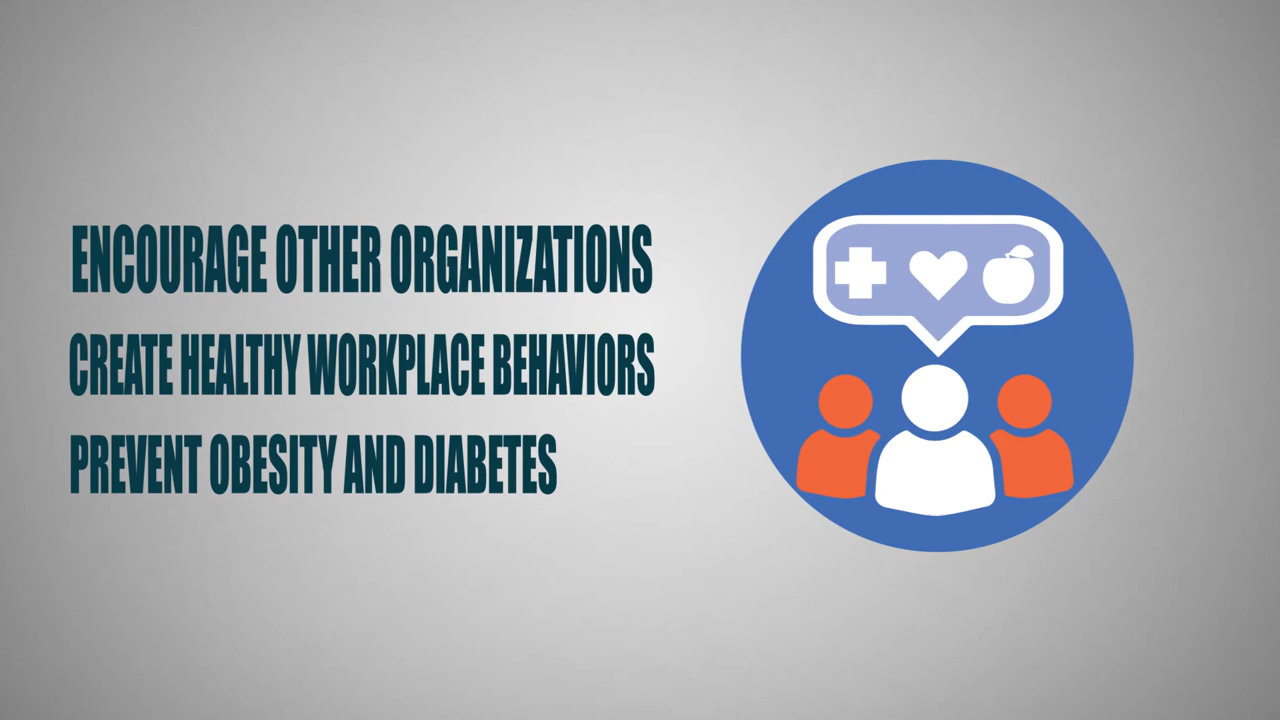 ENCOURAGE OTHER ORGANIZATIONS
CREATE HEALTHY WORKPLACE BEHAVIORS
PREVENT OBESITY AND DIABETES